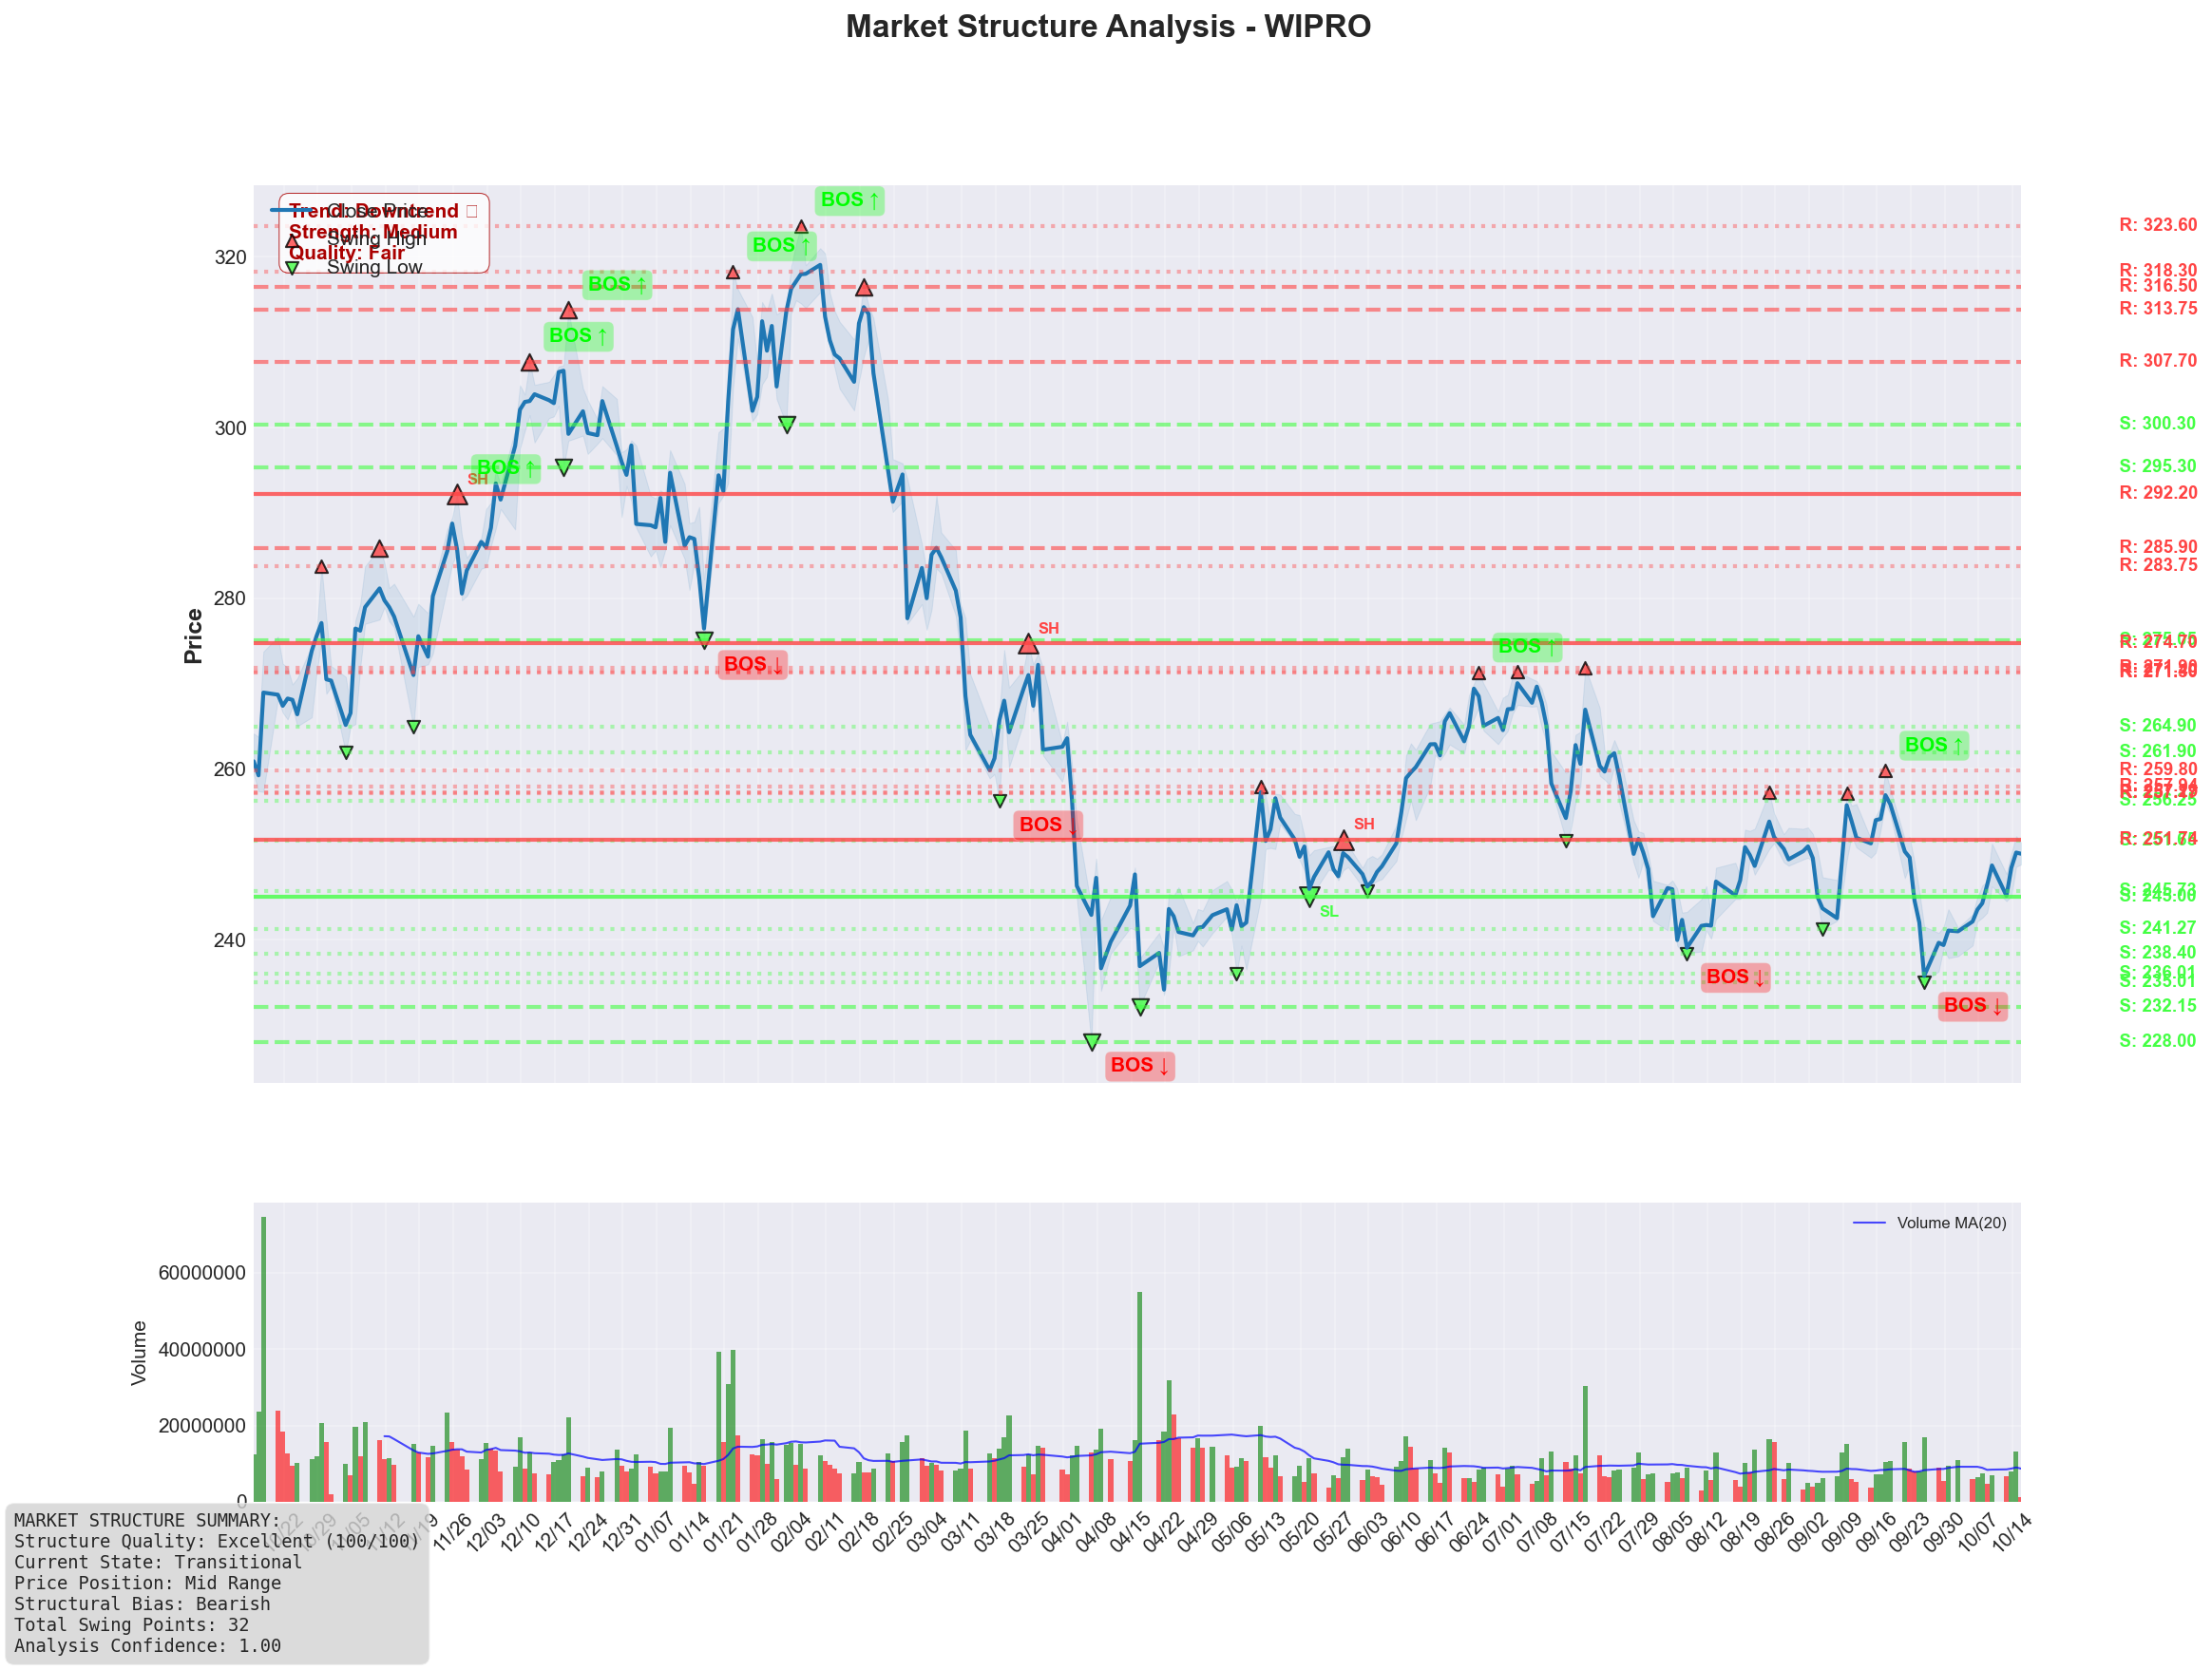 Market Structure Analysis - WIPRO
Trend: Downtrend
Strength: Medium
Quality: Fair
Close Price
Swing High
Swing Low
BOS ↑
BOS ↑
BOS ↑
BOS ↑
BOS ↑
SH
BOS ↓
SH
BOS ↓
BOS ↓
SH
SL
BOS ↑
BOS ↓
BOS ↑
BOS ↓
Price
320
300
280
260
240
R: 323.60
R: 318.30
R: 316.50
R: 313.75
R: 307.70
S: 300.30
S: 295.30
R: 292.20
R: 285.90
R: 283.75
R: 274.70
R: 271.90
S: 264.90
S: 261.90
R: 259.80
S: 256.25
R: 251.74
S: 245.73
S: 245.00
S: 241.27
S: 238.40
S: 236.01
S: 235.01
S: 232.15
S: 228.00
Volume
60000000
40000000
20000000
0
Volume MA(20)
11/26
12/03
12/10
12/17
12/24
12/31
01/07
01/14
01/21
01/28
02/04
02/11
02/18
02/25
03/04
03/11
03/18
03/25
04/01
04/08
04/15
04/22
04/29
05/06
05/13
05/20
05/27
06/03
06/10
06/17
06/24
07/01
07/08
07/15
07/22
07/29
08/05
08/12
08/19
08/26
09/02
09/09
09/16
09/23
09/30
10/07
10/14
MARKET STRUCTURE SUMMARY:
Structure Quality: Excellent (100/100)
Current State: Transitional
Price Position: Mid Range
Structural Bias: Bearish
Total Swing Points: 32
Analysis Confidence: 1.00